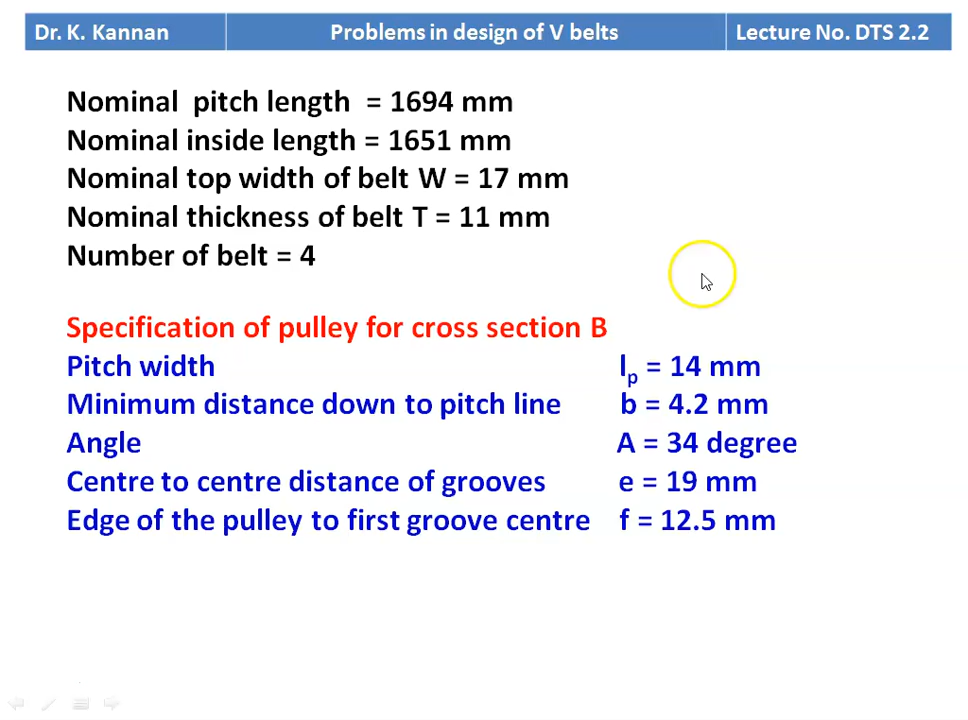 Dr. K. Kannan Problems in design of V belts Lecture No. DTS 2.2
Nominal pitch length = 1694 mm
Nominal inside length = 1651 mm
Nominal top width of belt W = 17 mm
Nominal thickness of belt T = 11 mm
Number of belt = 4
Specification of pulley for cross section B
Pitch width lp = 14 mm
Minimum distance down to pitch line b = 4.2 mm
Angle A = 34 degree
Centre to centre distance of grooves e = 19 mm
Edge of the pulley to first groove centre f = 12.5 mm